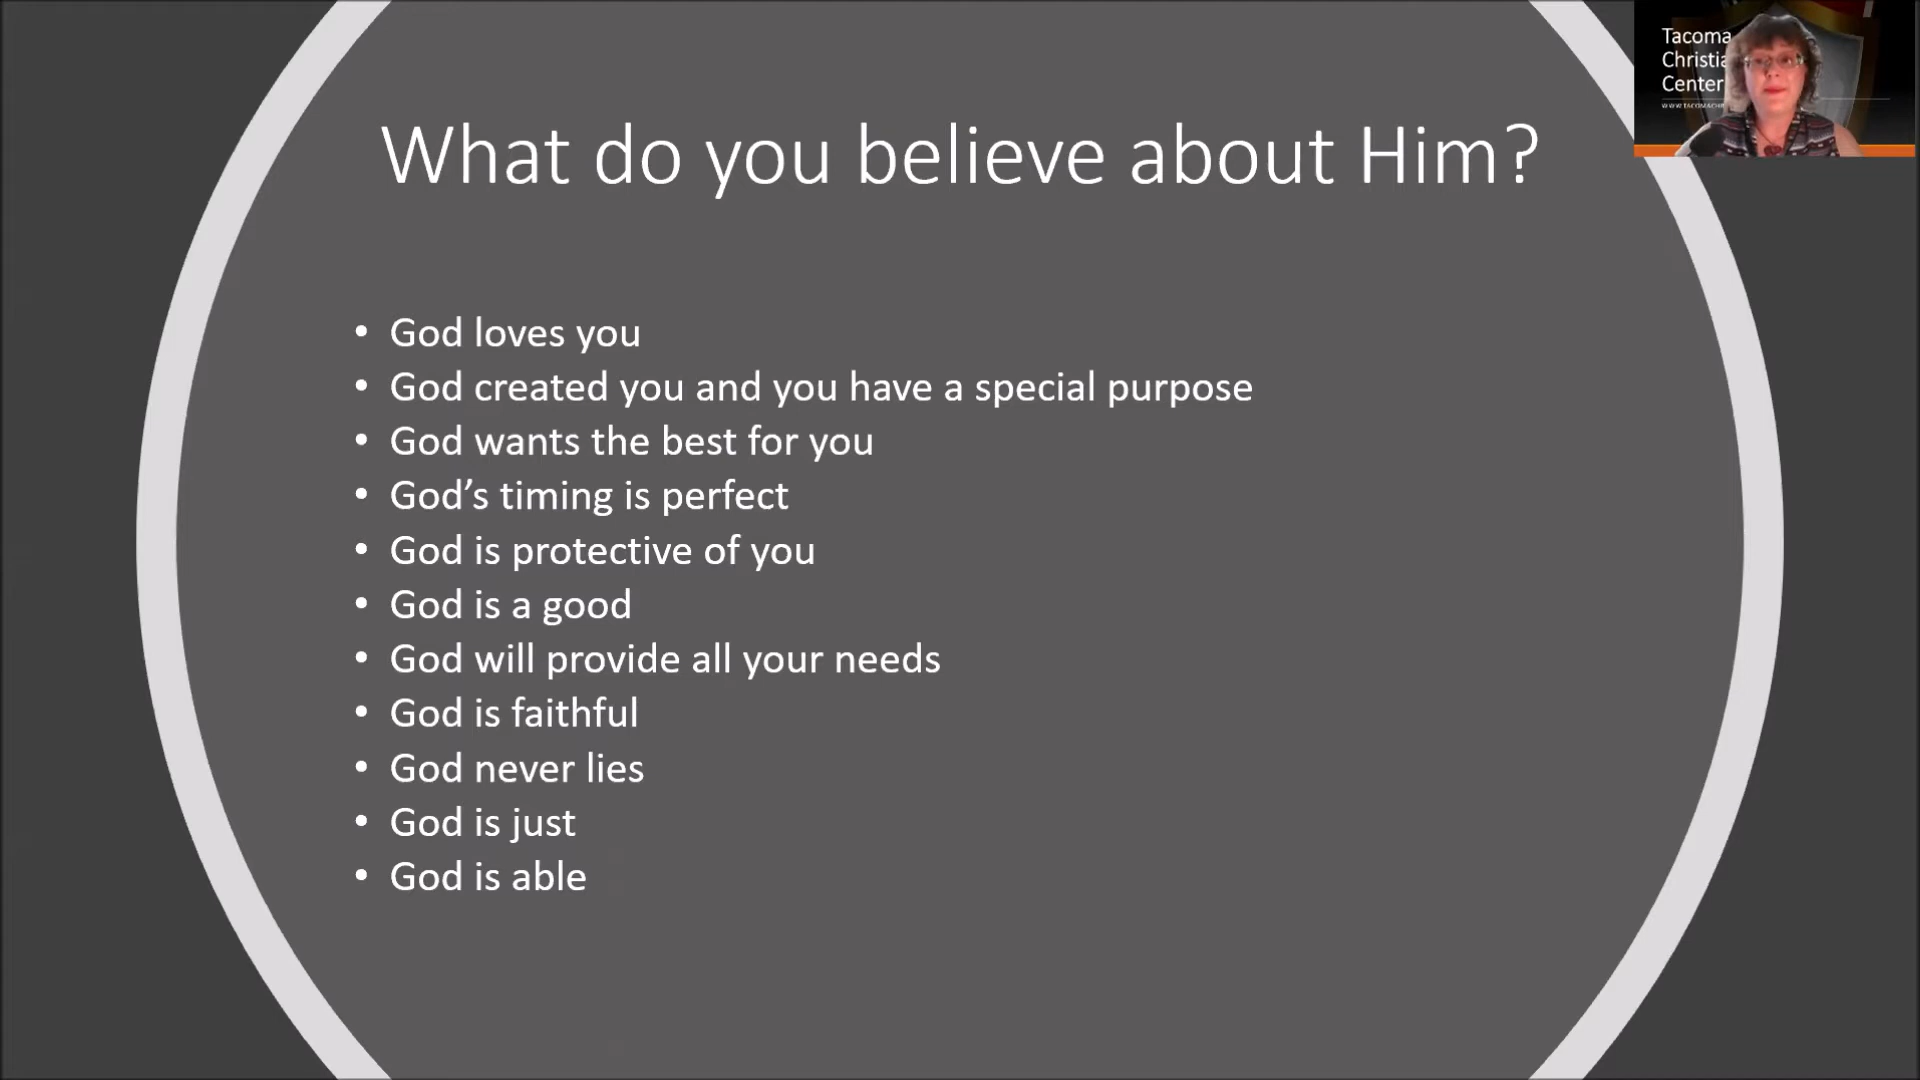 What do you believe about Him?
• God loves you
• God created you and you have a special purpose
• God wants the best for you
• God’s timing is perfect
• God is protective of you
• God is a good
• God will provide all your needs
• God is faithful
• God never lies
• God is just
• God is able
Tacoma
Christia
Center